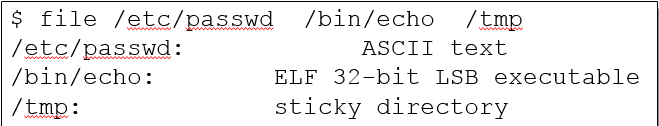 $ file /etc/passwd /bin/echo /tmp
/etc/passwd: ASCII text
/bin/echo: ELF 32-bit LSB executable
/tmp: sticky directory